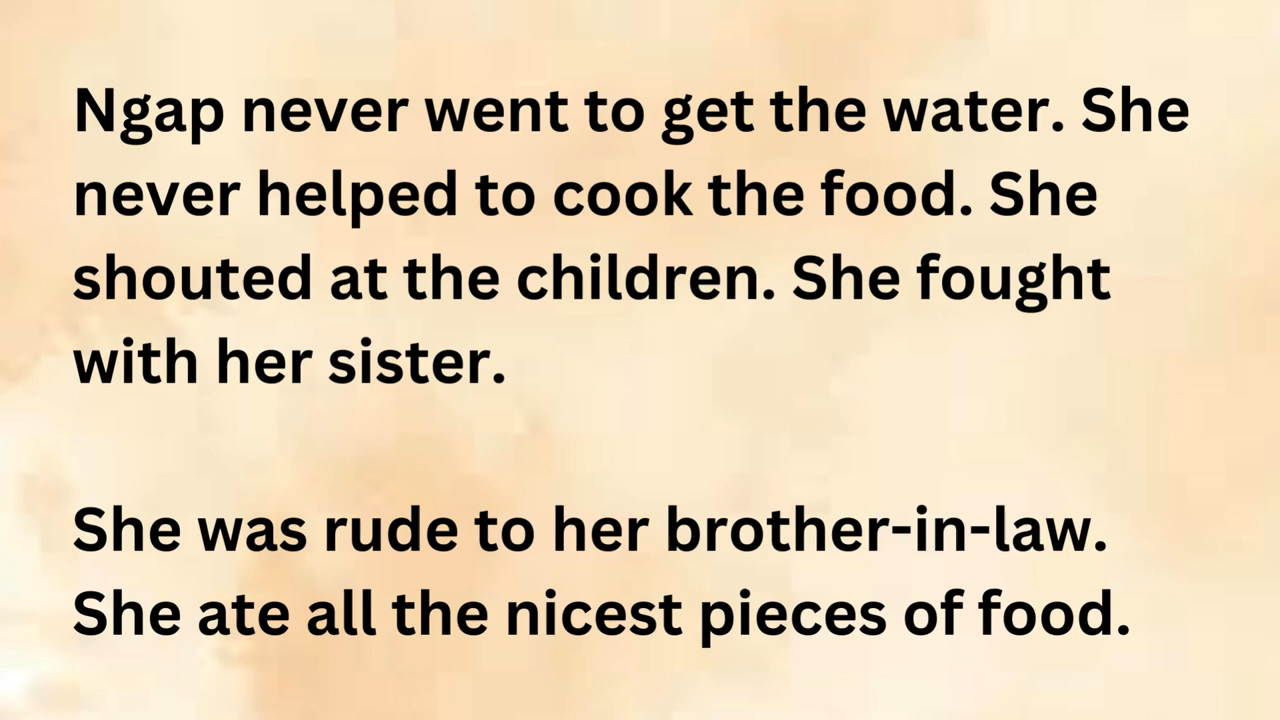 Ngap never went to get the water. She
never helped to cook the food. She
shouted at the children. She fought
with her sister.
She was rude to her brother-in-law.
She ate all the nicest pieces of food.